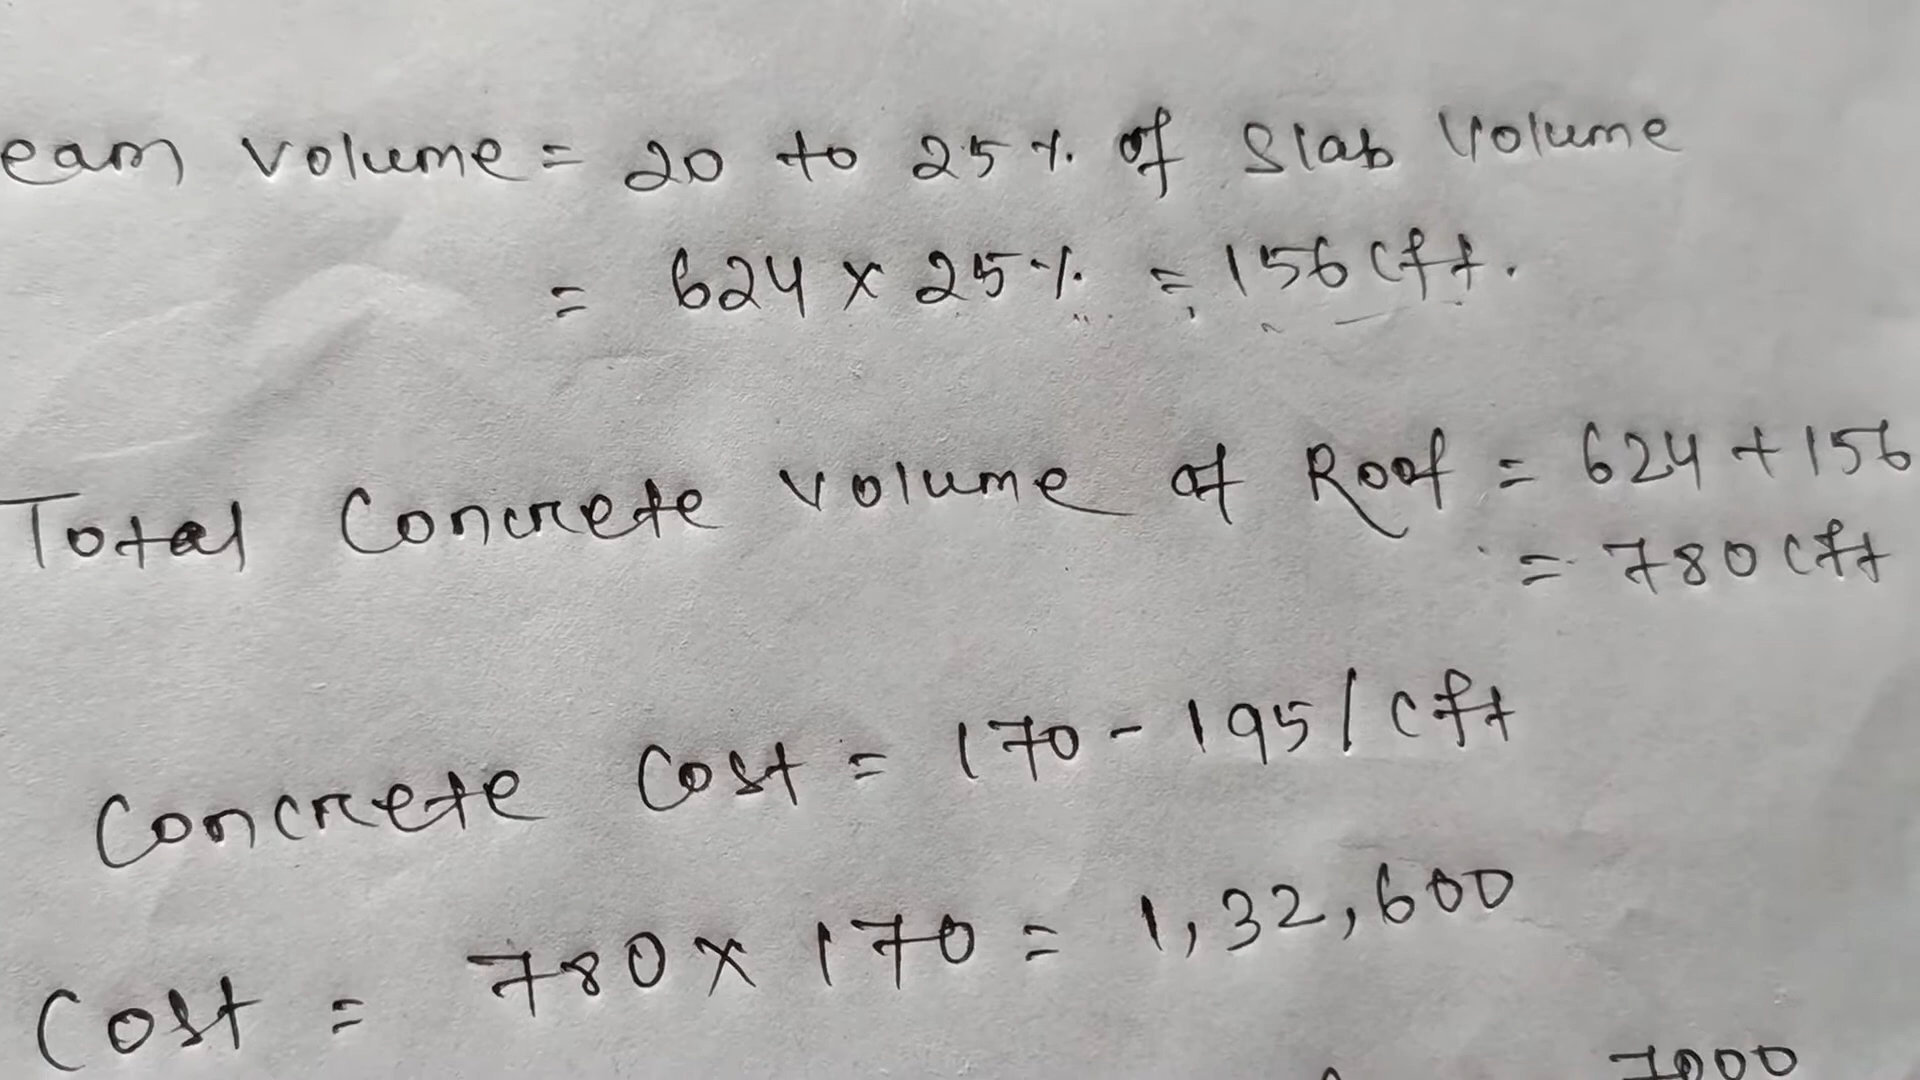 eam volume = 20 to 25% of Slab Volume
= 624 x 25% = 156 cft.
Total Concrete volume of Roof = 624 + 156
= 780 cft
Concrete Cost = 170 - 195/cft
Cost = 780 x 170 = 1,32,600
7000